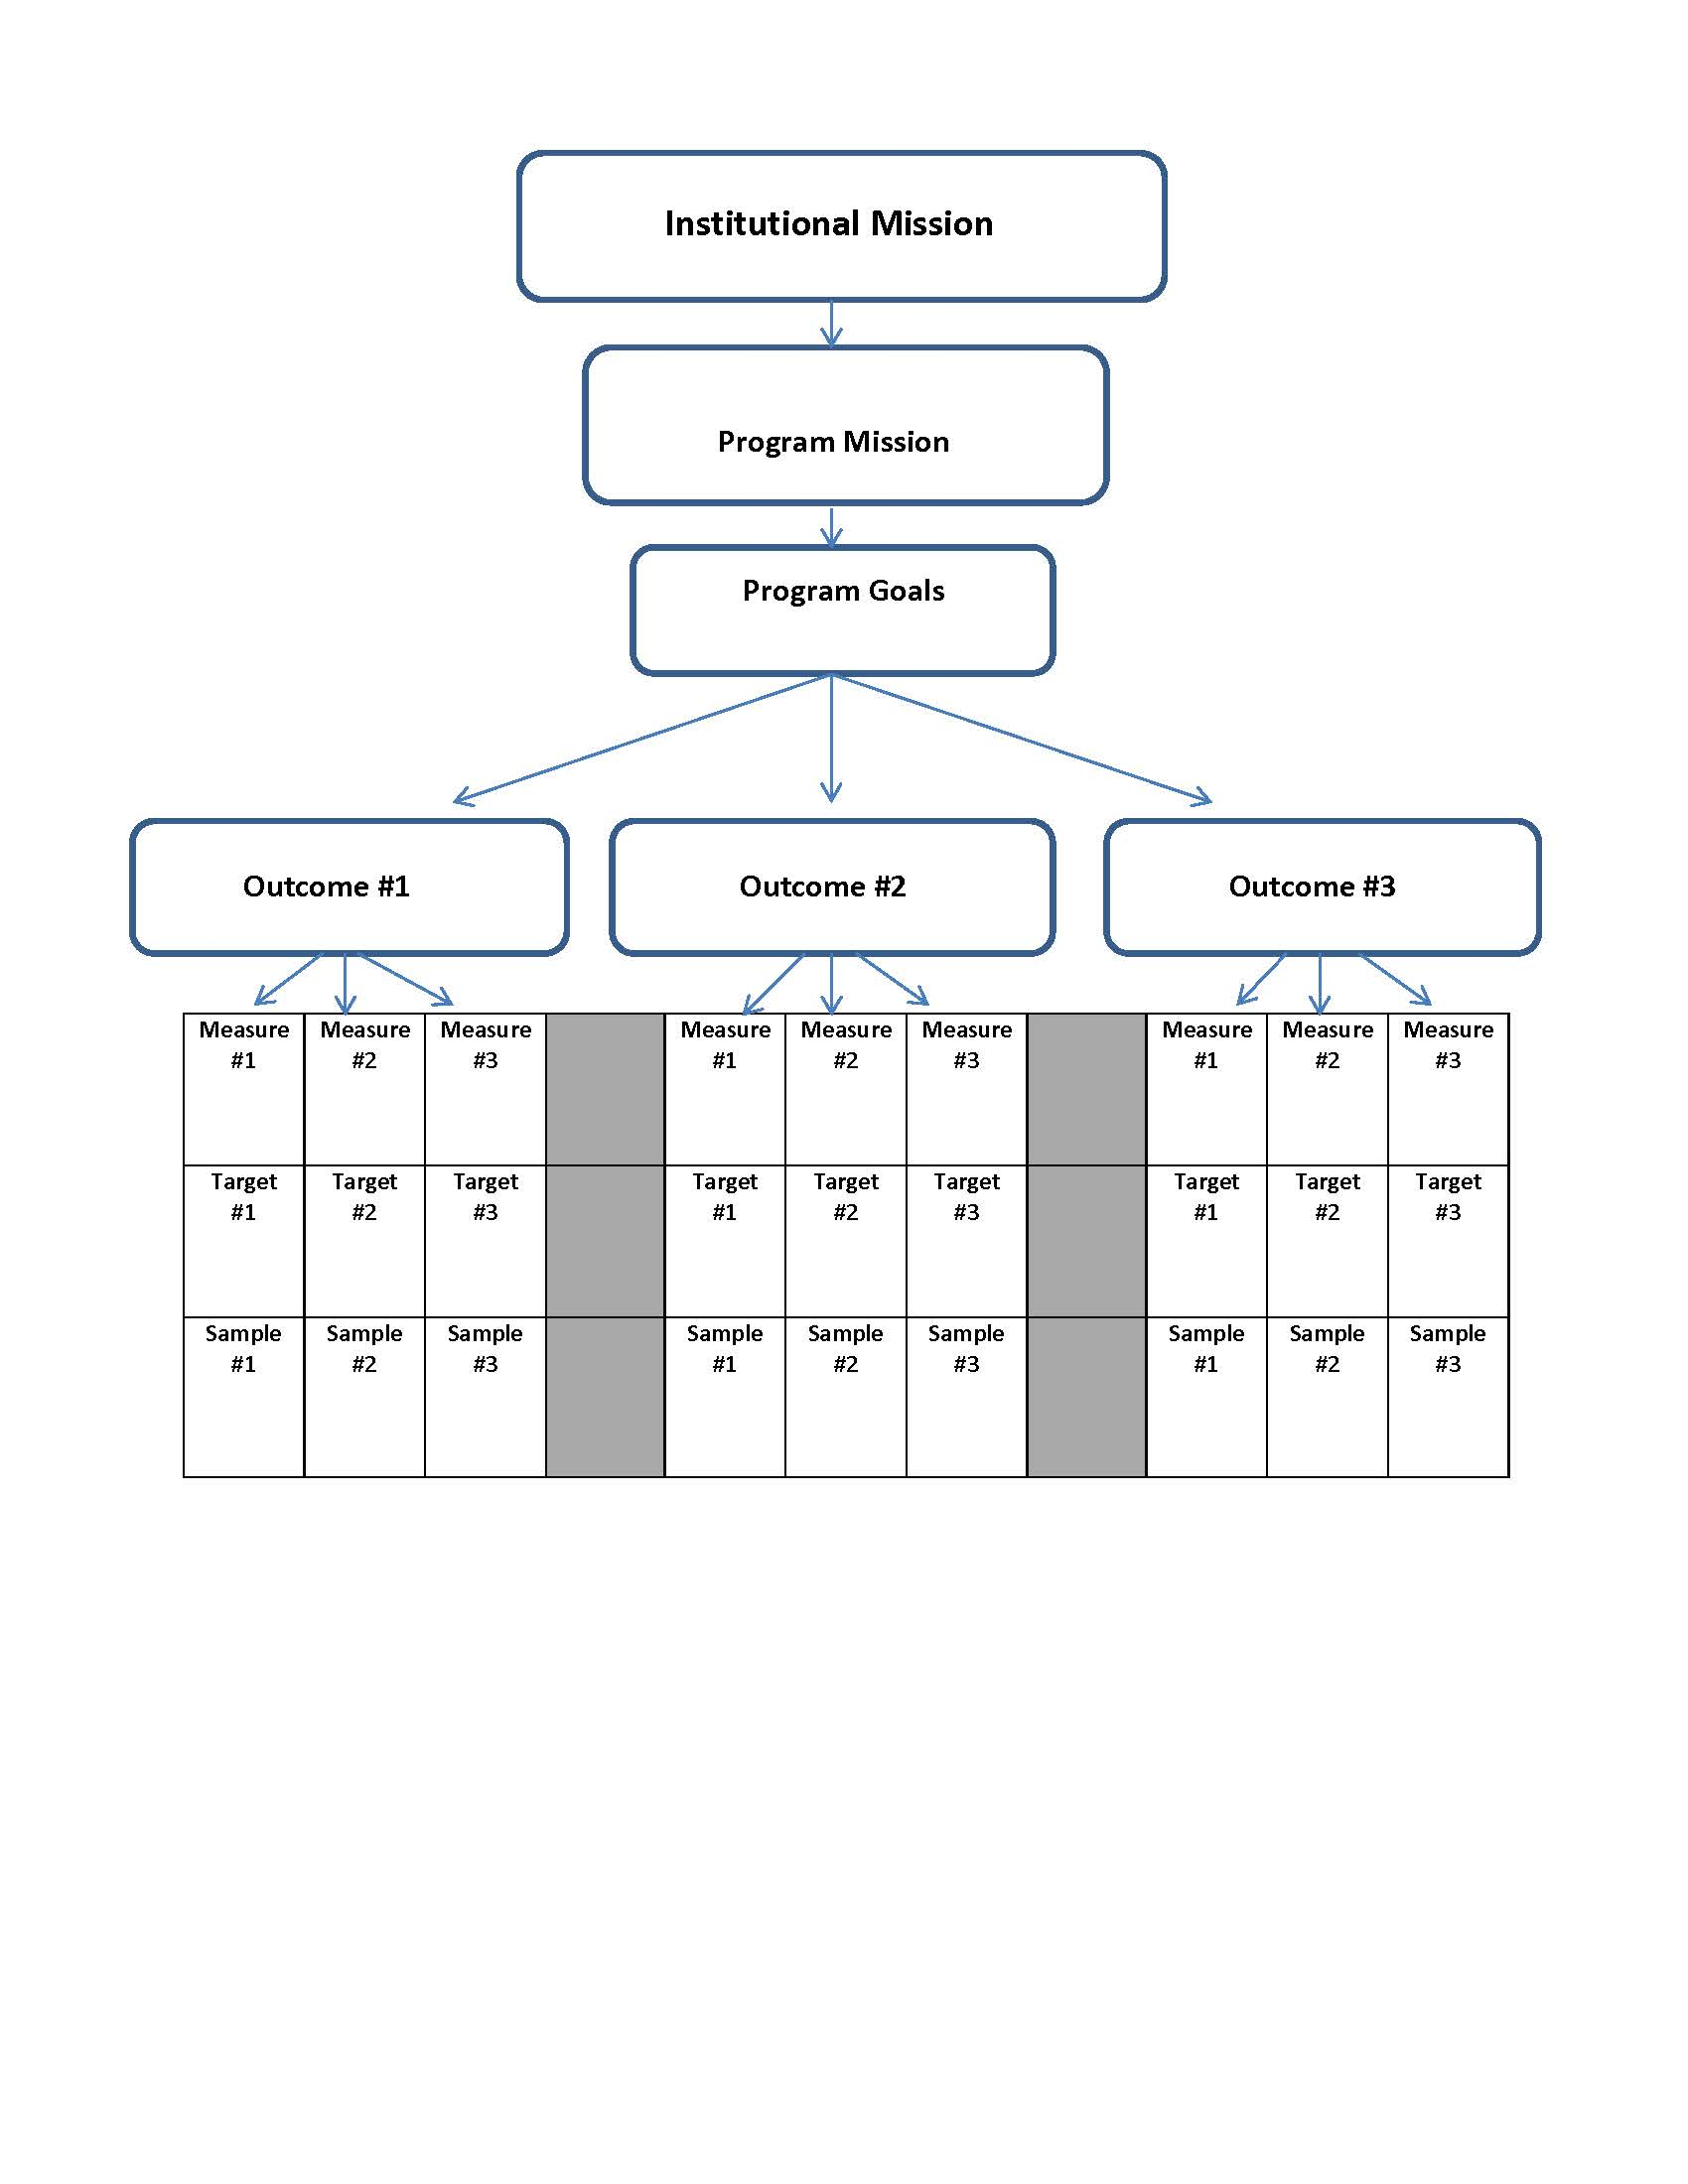 Institutional Mission
Program Mission
Program Goals
Outcome #1
Outcome #2
Outcome #3
Measure
#1
Measure
#2
Measure
#3
Measure
#1
Measure
#2
Measure
#3
Measure
#1
Measure
#2
Measure
#3
Target
#1
Target
#2
Target
#3
Target
#1
Target
#2
Target
#3
Target
#1
Target
#2
Target
#3
Sample
#1
Sample
#2
Sample
#3
Sample
#1
Sample
#2
Sample
#3
Sample
#1
Sample
#2
Sample
#3